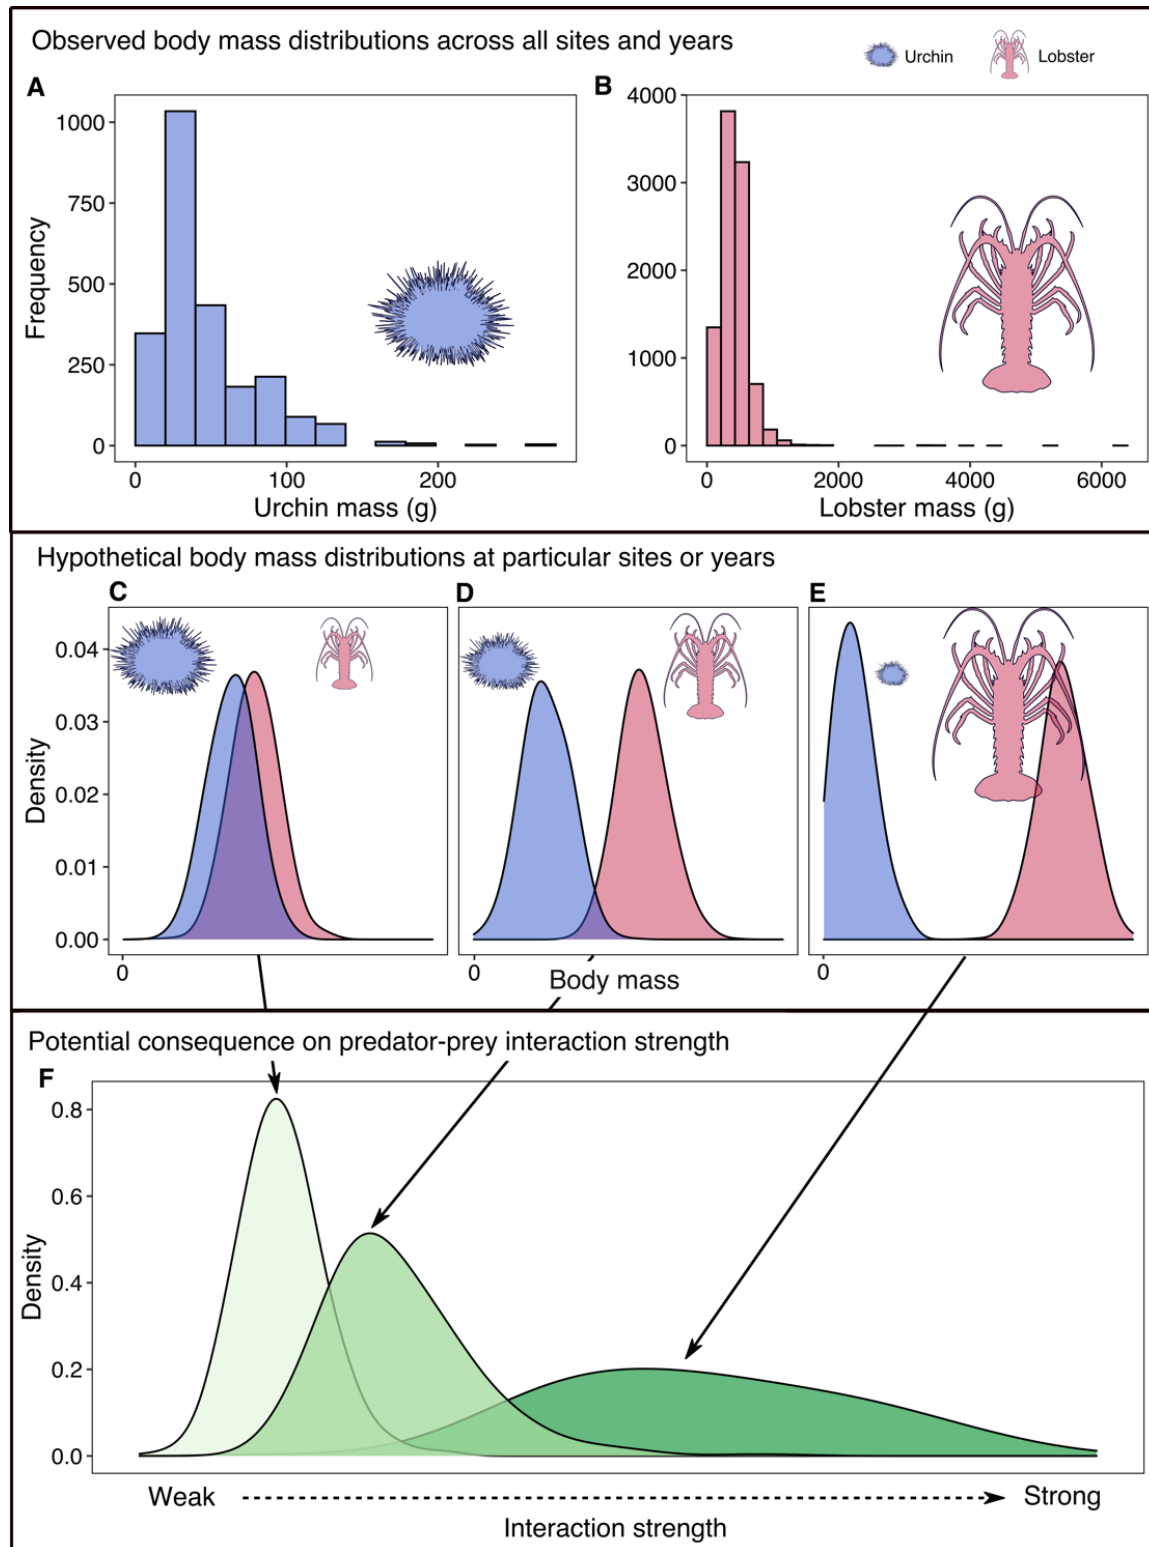 Observed body mass distributions across all sites and years
Urchin
Lobster
A
B
1000
750
500
250
0
Frequency
0
100
200
Urchin mass (g)
4000
3000
2000
1000
0
0
2000
4000
6000
Lobster mass (g)
Hypothetical body mass distributions at particular sites or years
C
D
E
0.04
0.03
0.02
0.01
0.00
Density
0
0
0
Body mass
Potential consequence on predator-prey interaction strength
F
0.8
0.6
0.4
0.2
0.0
Density
Weak
Strong
Interaction strength